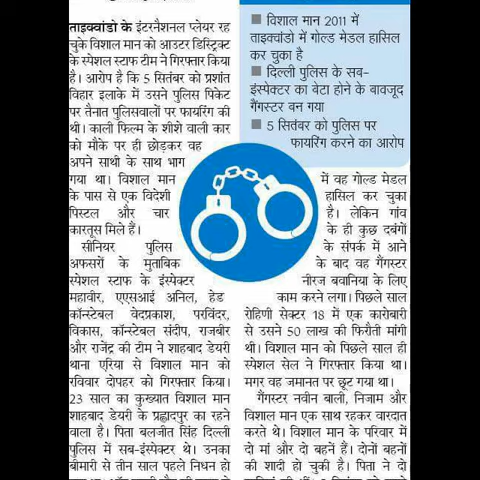 ताइक्वांडो के इंटरनैशनल प्लेयर रह
चुके विशाल मान को आउटर डिस्ट्रिक्ट
के स्पेशल स्टाफ टीम ने गिरफ्तार किया
है। आरोप है कि 5 सितंबर को प्रशांत
विहार इलाके में उसने पुलिस पिकेट
पर तैनात पुलिसवालों पर फायरिंग की
थी। काली फिल्म के शीशे वाली कार
को मौके पर ही छोड़कर वह
अपने साथी के साथ भाग
गया था। विशाल मान
के पास से एक विदेशी
पिस्टल और चार
कारतूस मिले हैं।
सीनियर पुलिस
अफसरों के मुताबिक
स्पेशल स्टाफ के इंस्पेक्टर
महावीर, एएसआई अनिल, हेड
कॉन्स्टेबल वेदप्रकाश, परविंदर,
विकास, कॉन्स्टेबल संदीप, राजबीर
और राजेंद्र की टीम ने शाहबाद डेयरी
थाना एरिया से विशाल मान को
रविवार दोपहर को गिरफ्तार किया।
23 साल का कुख्यात विशाल मान
शाहबाद डेयरी के प्रह्लादपुर का रहने
वाला है। पिता बलजीत सिंह दिल्ली
पुलिस में सब-इंस्पेक्टर थे। उनका
बीमारी से तीन साल पहले निधन हो
■ विशाल मान 2011 में
ताइक्वांडो में गोल्ड मेडल हासिल
कर चुका है
■ दिल्ली पुलिस के सब-
इंस्पेक्टर का बेटा होने के बावजूद
गैंगस्टर बन गया
■ 5 सितंबर को पुलिस पर
फायरिंग करने का आरोप
में वह गोल्ड मेडल
हासिल कर चुका
है। लेकिन गांव
के ही कुछ दबंगों
के संपर्क में आने
के बाद वह गैंगस्टर
नीरज बवानिया के लिए
काम करने लगा। पिछले साल
रोहिणी सेक्टर 18 में एक कारोबारी
से उसने 50 लाख की फिरौती मांगी
थी। विशाल मान को पिछले साल ही
स्पेशल सेल ने गिरफ्तार किया था।
मगर वह जमानत पर छूट गया था।
गैंगस्टर नवीन बाली, निजाम और
विशाल मान एक साथ रहकर वारदात
करते थे। विशाल मान के परिवार में
दो मां और दो बहनें हैं। दोनों बहनों
की शादी हो चुकी है। पिता ने दो